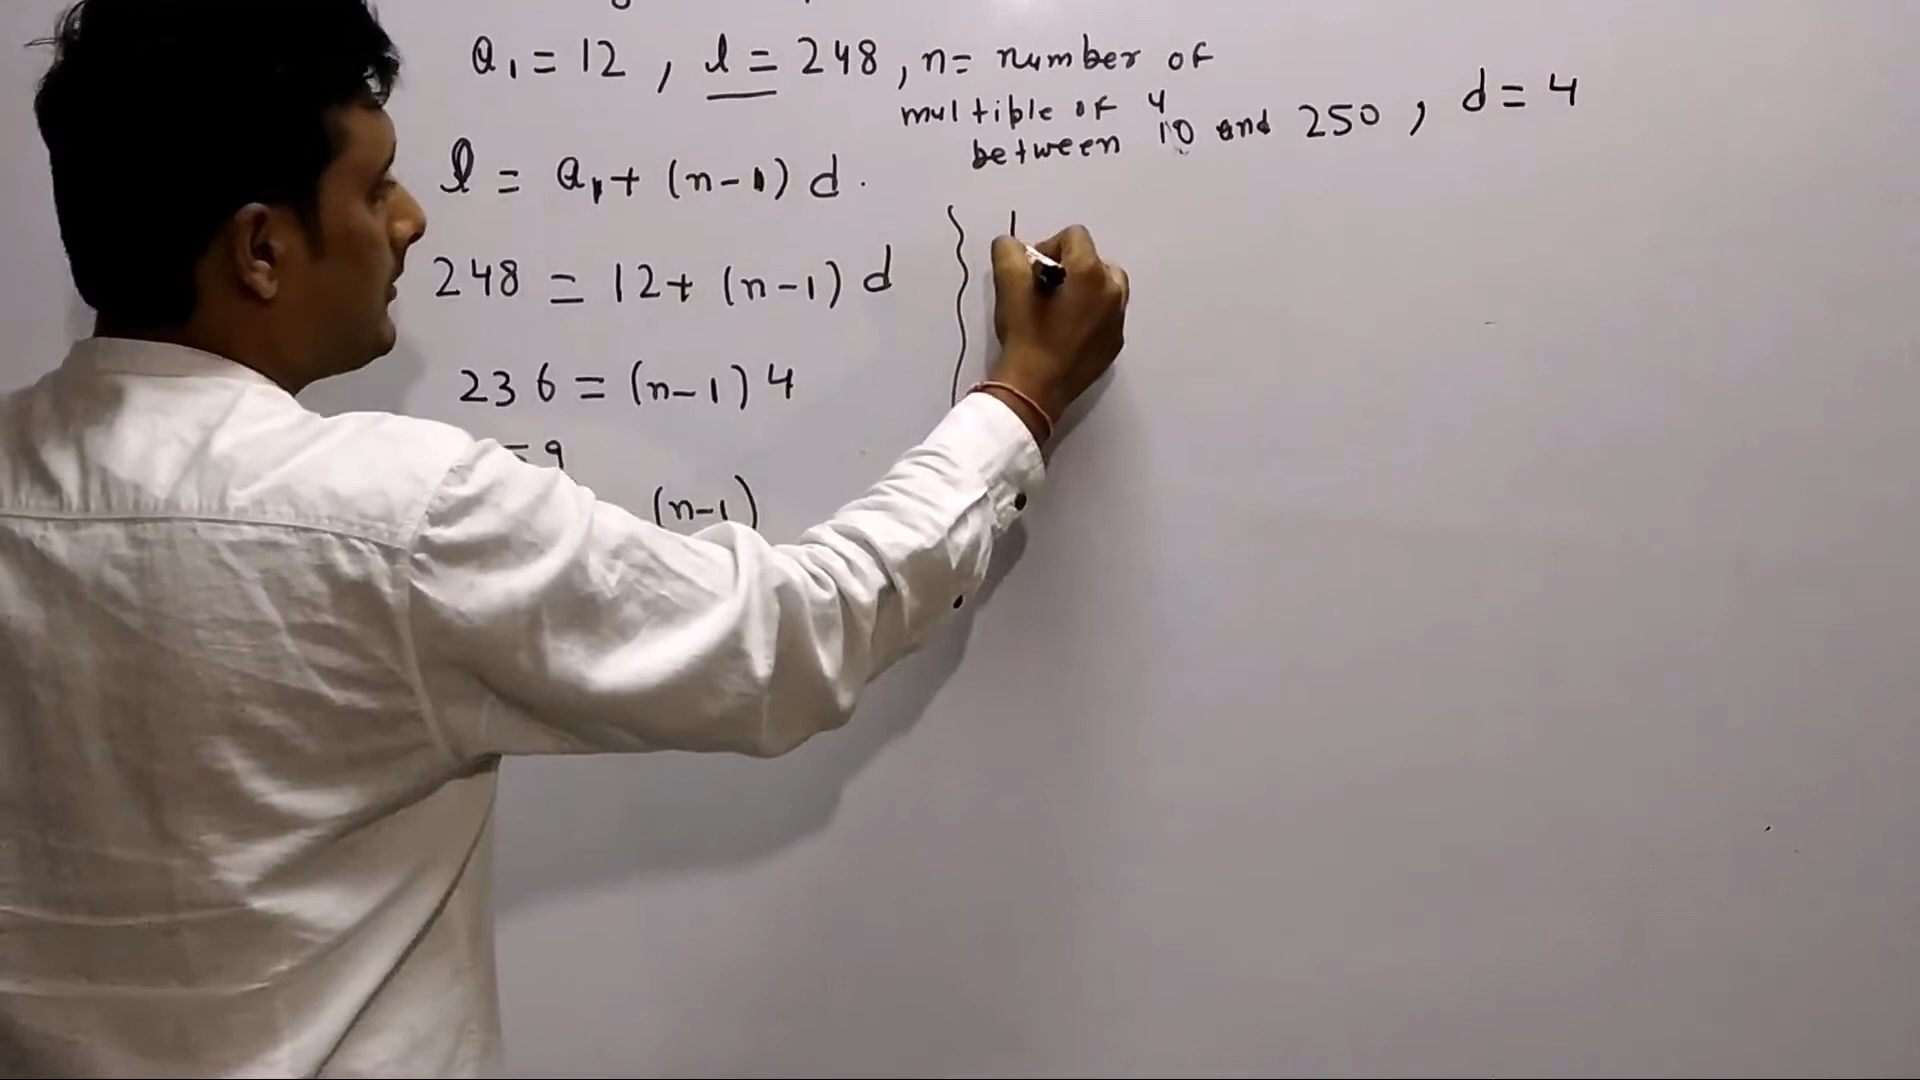 a₁ = 12 , l = 248 , n = number of
multible of 4
between 10 and 250 , d = 4
l = a₁ + (n-1) d .
248 = 12 + (n-1) d
236 = (n-1) 4
(n-1)